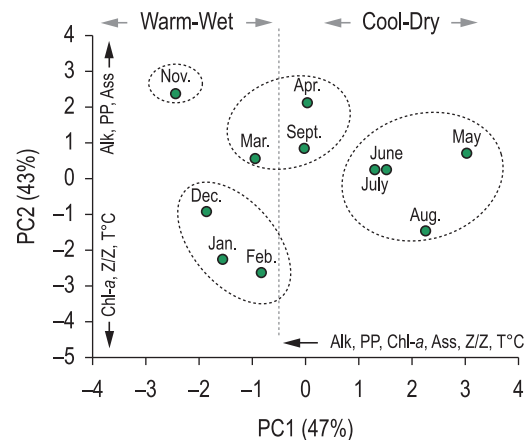 Warm-Wet
Cool-Dry
4
3
2
1
0
–1
–2
–3
–4
–5
PC2 (43%)
Alk, PP, Ass
Chl-a, Z/Z, T°C
Nov.
Apr.
Mar.
Sept.
May
June
July
Aug.
Dec.
Jan.
Feb.
Alk, PP, Chl-a, Ass, Z/Z, T°C
–4 –3 –2 –1 0 1 2 3 4
PC1 (47%)